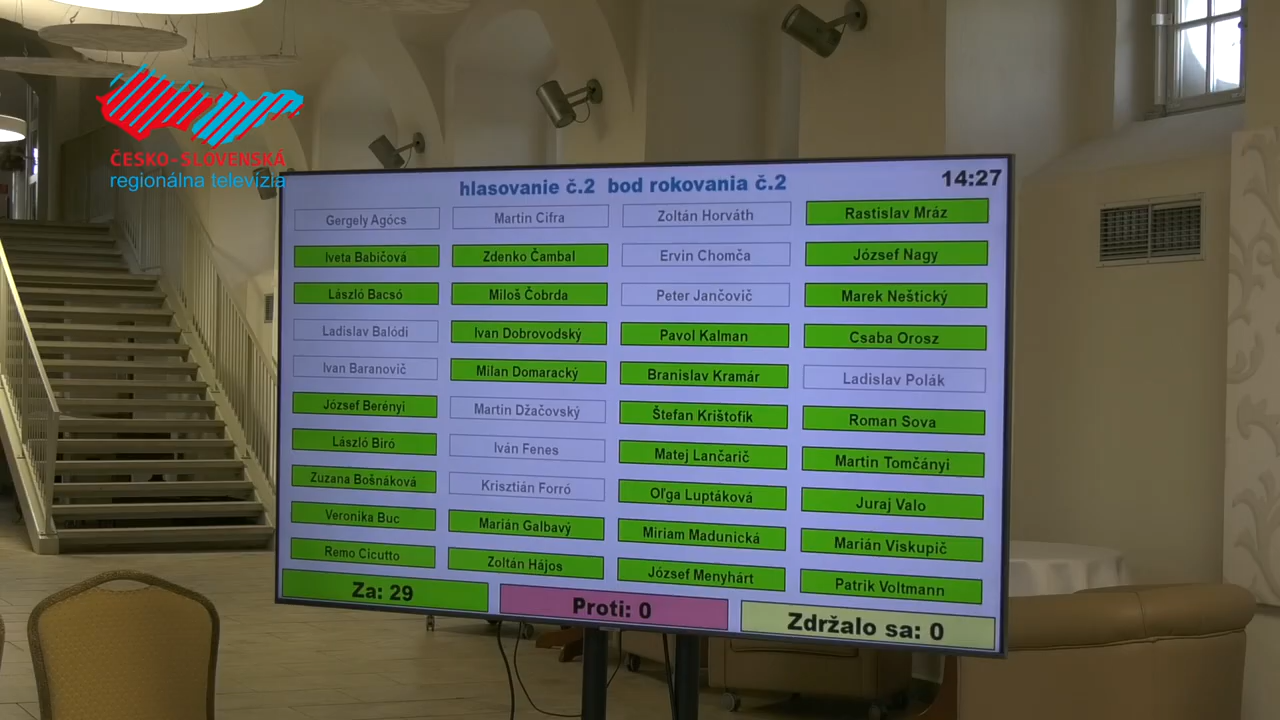 ČESKO-SLOVENSKÁ
regionálna televízia
hlasovanie č.2 bod rokovania č.2
14:27
Gergely Agócs
Martin Cifra
Zoltán Horváth
Rastislav Mráz
Iveta Babičová
Zdenko Čambal
Ervin Chomča
József Nagy
László Bacsó
Miloš Čobrda
Peter Jančovič
Marek Neštický
Ladislav Balódi
Ivan Dobrovodský
Pavol Kalman
Csaba Orosz
Ivan Baranovič
Milan Domaracký
Branislav Kramár
Ladislav Polák
József Berényi
Martin Džačovský
Štefan Krištofik
Roman Sova
László Biró
Iván Fenes
Matej Lančarič
Martin Tomčányi
Zuzana Bošnáková
Krisztián Forró
Oľga Luptáková
Juraj Valo
Veronika Buc
Marián Galbavý
Miriam Madunická
Marián Viskupič
Remo Cicutto
Zoltán Hájos
József Menyhárt
Patrik Voltmann
Za: 29
Proti: 0
Zdržalo sa: 0